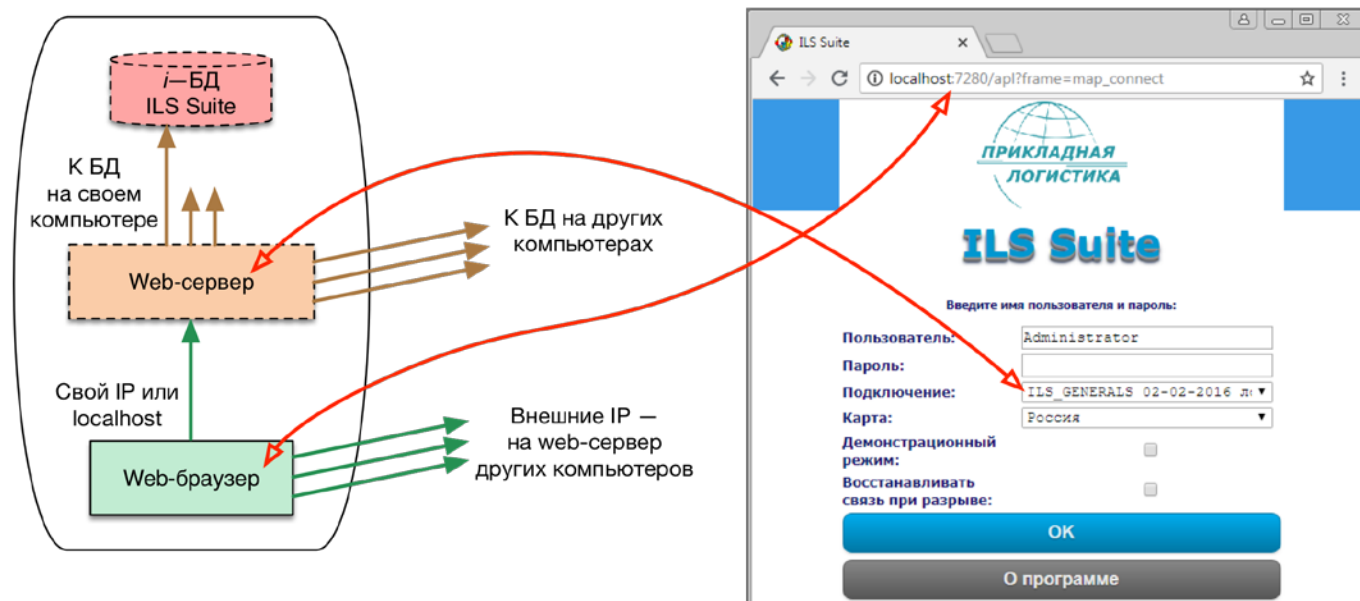 i—БД
ILS Suite
К БД
на своем
компьютере
К БД на других
компьютерах
Web-сервер
Свой IP или
localhost
Внешние IP —
на web-сервер
других компьютеров
Web-браузер
ILS Suite
localhost:7280/apl?frame=map_connect
ПРИКЛАДНАЯ
ЛОГИСТИКА
ILS Suite
Введите имя пользователя и пароль:
Пользователь: Administrator
Пароль:
Подключение: ILS_GENERALS 02-02-2016
Карта: Россия
Демонстрационный
режим:
Восстанавливать
связь при разрыве:
ОК
О программе